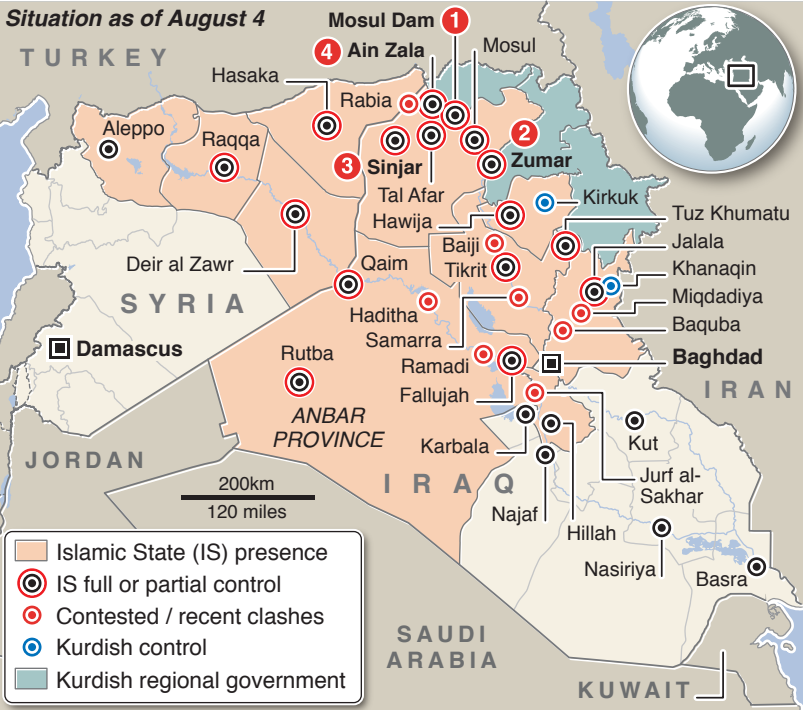 Situation as of August 4
Mosul Dam 1
4 Ain Zala
Mosul
TURKEY
Hasaka
Rabia
Aleppo
Raqqa
2
Zumar
3 Sinjar
Tal Afar
Kirkuk
Hawija
Tuz Khumatu
Baiji
Jalala
Deir al Zawr
Qaim
Tikrit
Khanaqin
SYRIA
Haditha
Miqdadiya
Samarra
Baquba
Damascus
Rutba
Ramadi
Baghdad
Fallujah
IRAN
ANBAR
PROVINCE
Karbala
Kut
JORDAN
IRAQ
Jurf al-
Sakhar
200km
120 miles
Najaf
Hillah
Nasiriya
Basra
Islamic State (IS) presence
IS full or partial control
Contested / recent clashes
Kurdish control
Kurdish regional government
SAUDI
ARABIA
KUWAIT